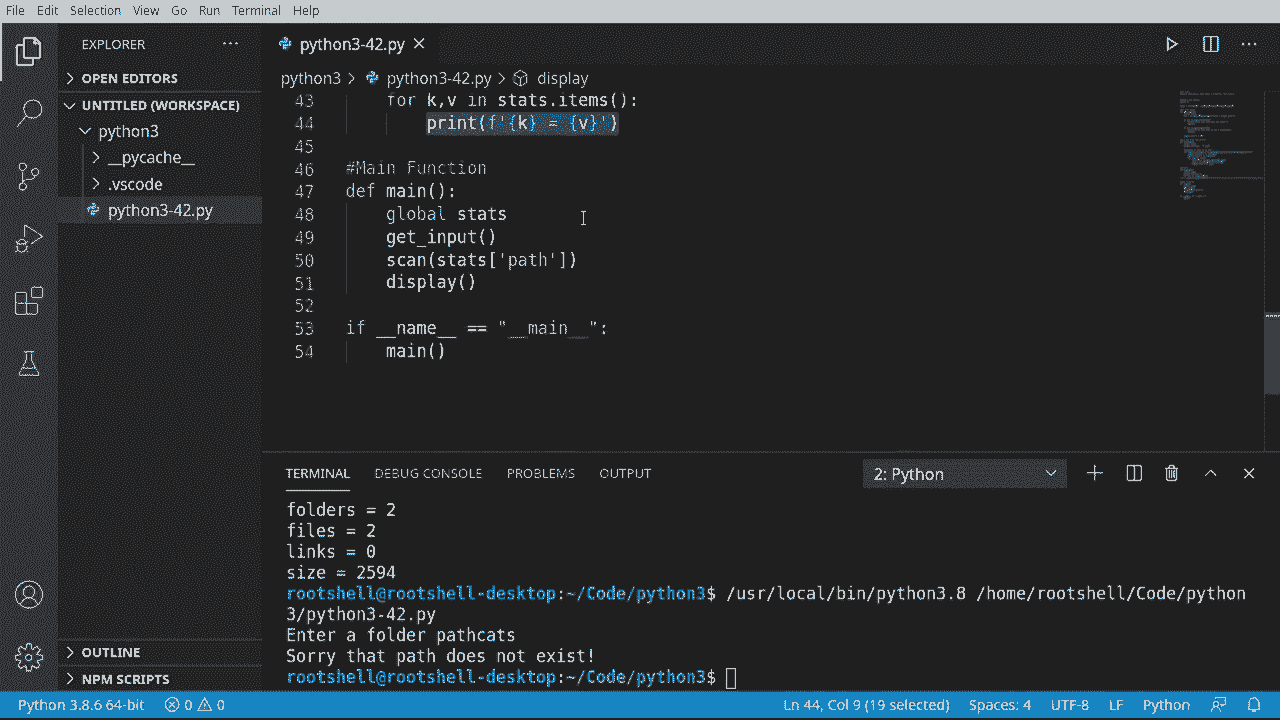 File Edit Selection View Go Run Terminal Help
EXPLORER
OPEN EDITORS
UNTITLED (WORKSPACE)
python3
__pycache__
.vscode
python3-42.py
OUTLINE
NPM SCRIPTS
python3-42.py
python3 > python3-42.py > display
43 for k,v in stats.items():
44 print(f'{k} = {v}')
45
46 #Main Function
47 def main():
48 global stats
49 get_input()
50 scan(stats['path'])
51 display()
52
53 if __name__ == "__main__":
54 main()
TERMINAL DEBUG CONSOLE PROBLEMS OUTPUT 2: Python
folders = 2
files = 2
links = 0
size = 2594
rootshell@rootshell-desktop:~/Code/python3$ /usr/local/bin/python3.8 /home/rootshell/Code/python
3/python3-42.py
Enter a folder pathcats
Sorry that path does not exist!
rootshell@rootshell-desktop:~/Code/python3$
Python 3.8.6 64-bit 0 0 Ln 44, Col 9 (19 selected) Spaces: 4 UTF-8 LF Python